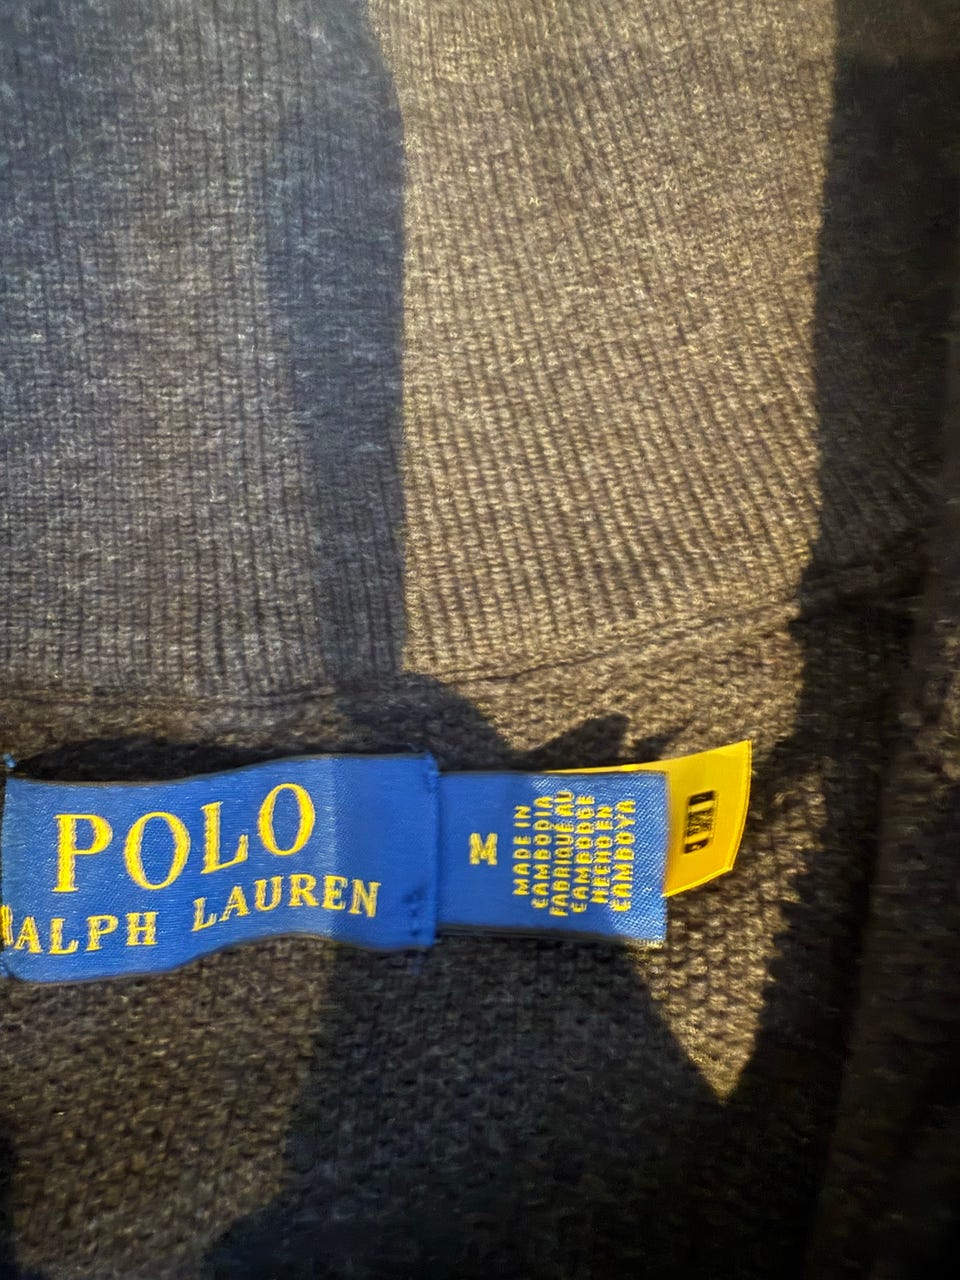 POLO
RALPH LAUREN
M
MADE IN
CAMBODIA
FABRIQUÉ AU
CAMBODGE
HECHO EN
CAMBOYA